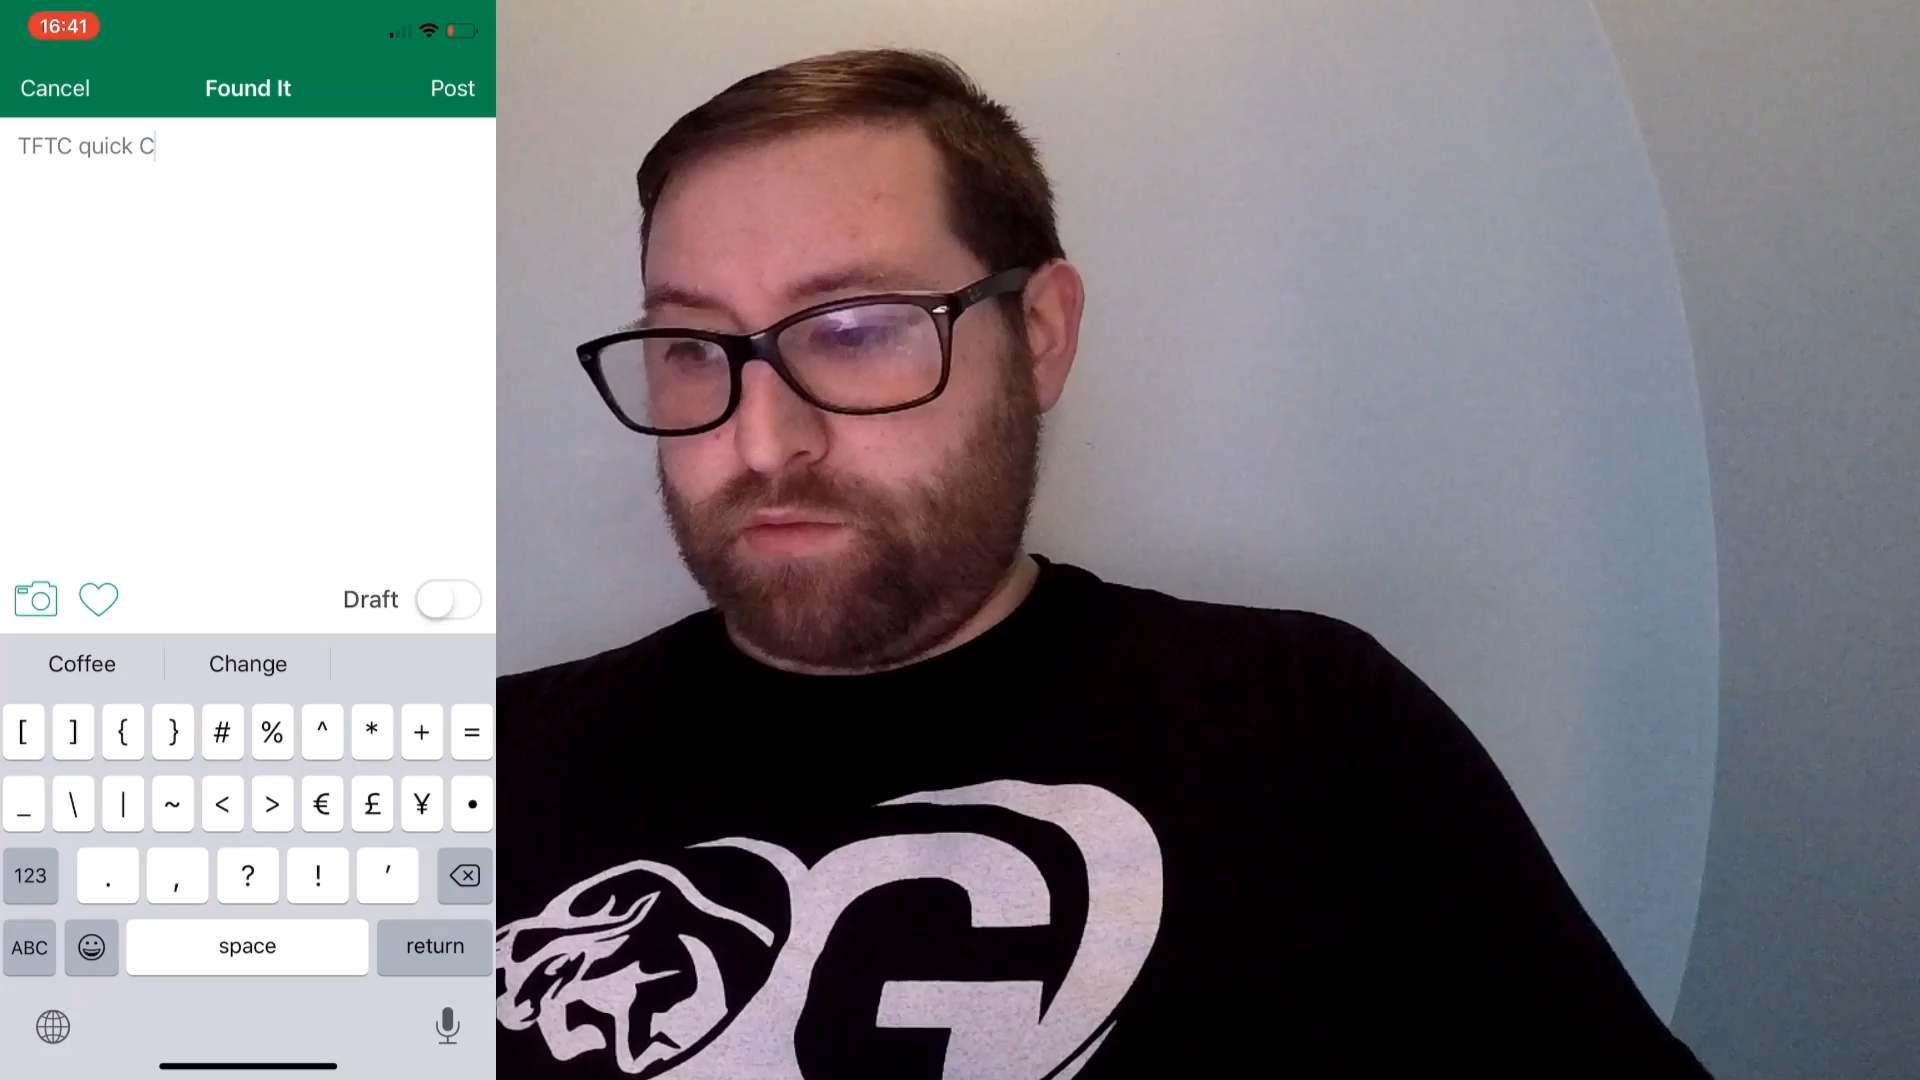 16:41
Cancel Found It Post
TFTC quick C
Draft
Coffee Change
[ ] { } # % ^ * + =
_ \ | ~ < > € £ ¥ •
123 . , ? ! ’
ABC space return
G